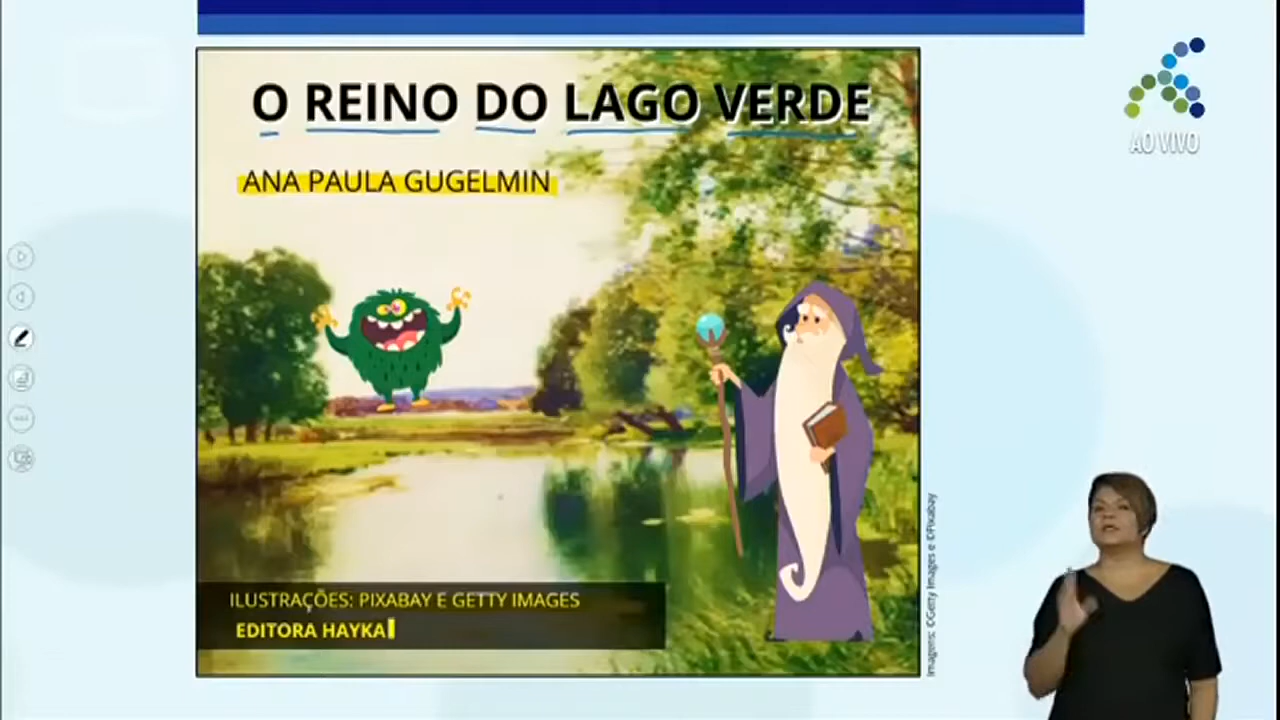 O REINO DO LAGO VERDE
ANA PAULA GUGELMIN
AO VIVO
ILUSTRAÇÕES: PIXABAY E GETTY IMAGES
EDITORA HAYKA
Imagens: ©Getty Images e ©Pixabay